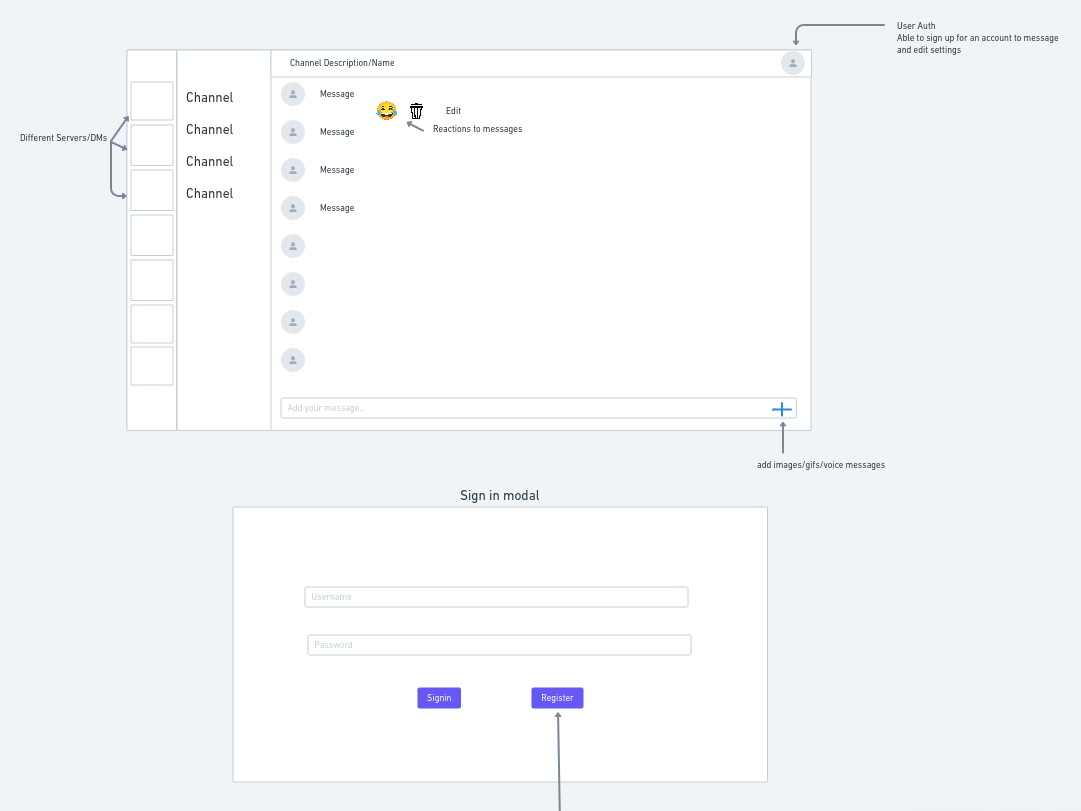 User Auth
Able to sign up for an account to message
and edit settings
Channel Description/Name
Different Servers/DMs
Channel
Channel
Channel
Channel
Message
Edit
Reactions to messages
Message
Message
Message
Add your message...
add images/gifs/voice messages
Sign in modal
Username
Password
Signin
Register